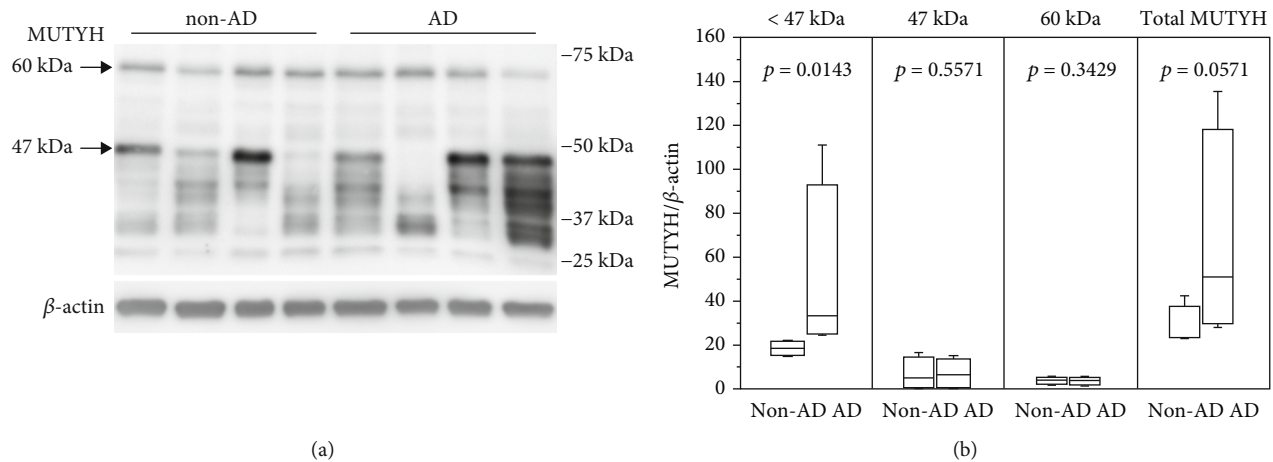 non-AD AD
MUTYH
60 kDa
47 kDa
β-actin
−75 kDa
−50 kDa
−37 kDa
−25 kDa
(a)
< 47 kDa 47 kDa 60 kDa Total MUTYH
p = 0.0143 p = 0.5571 p = 0.3429 p = 0.0571
MUTYH/β-actin
160
140
120
100
80
60
40
20
0
Non-AD AD Non-AD AD Non-AD AD Non-AD AD
(b)